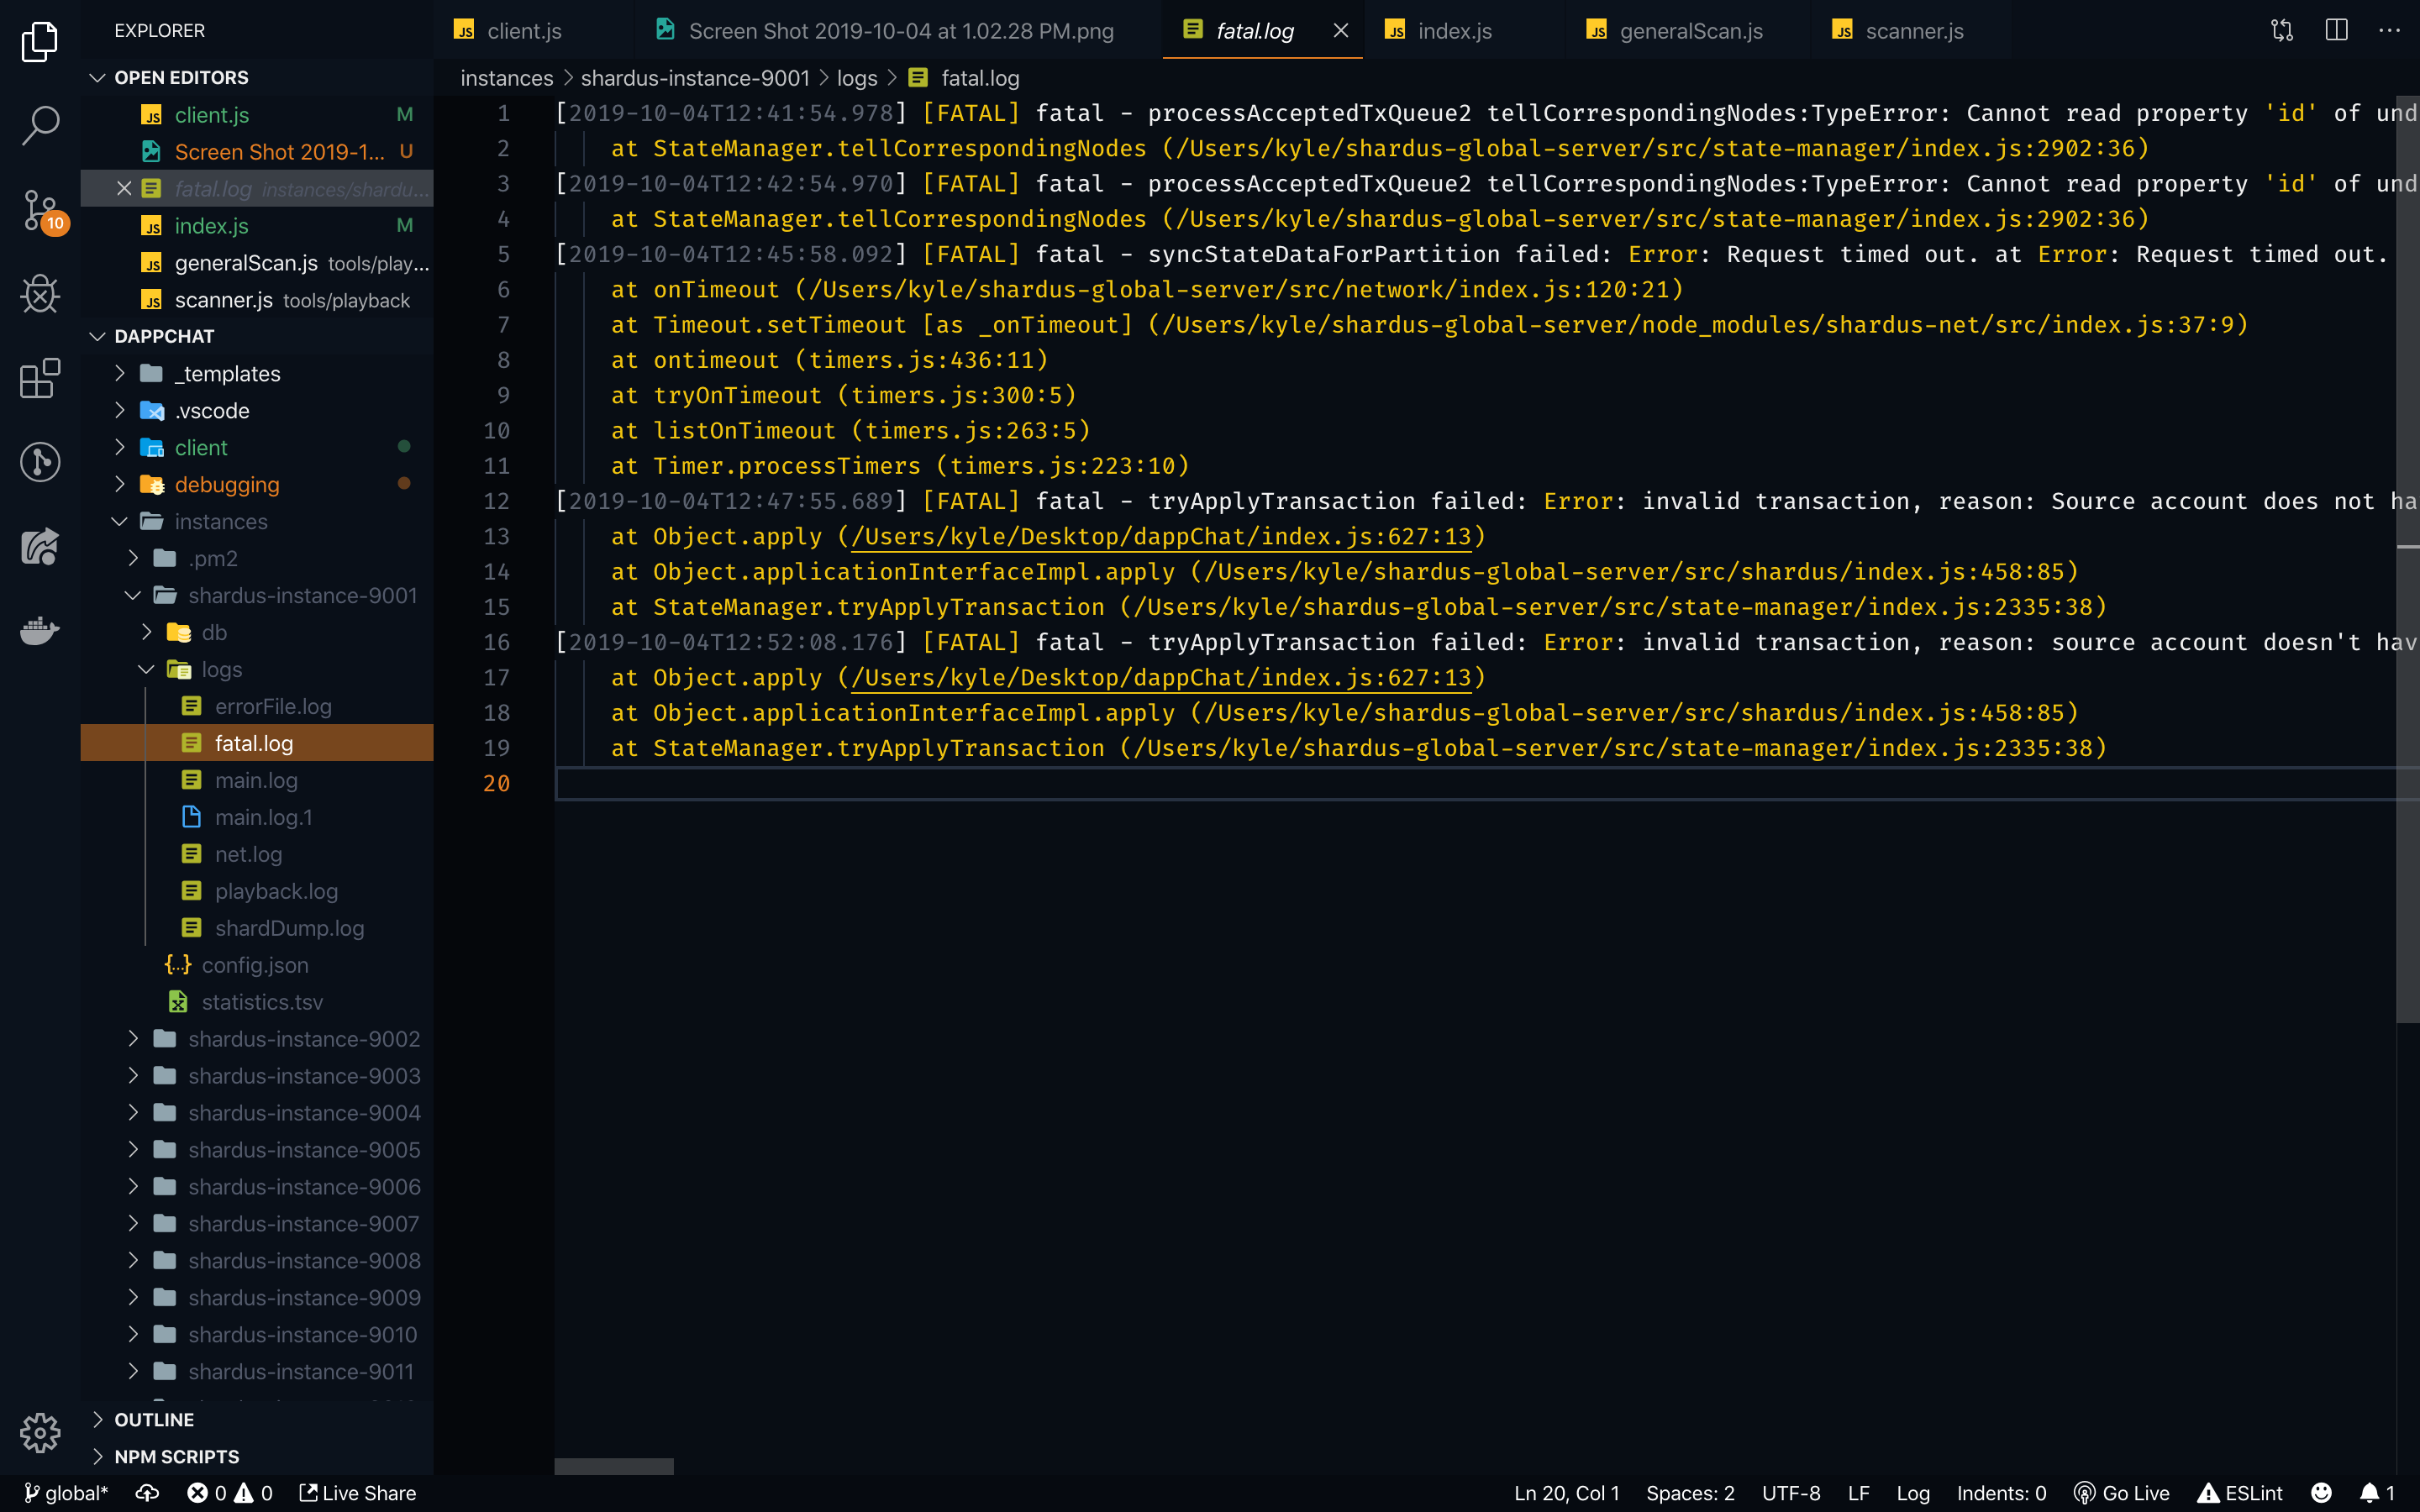 EXPLORER
OPEN EDITORS
client.js M
Screen Shot 2019-1... U
fatal.log instances/shardu...
index.js M
generalScan.js tools/play...
scanner.js tools/playback
DAPPCHAT
_templates
.vscode
client
debugging
instances
.pm2
shardus-instance-9001
db
logs
errorFile.log
fatal.log
main.log
main.log.1
net.log
playback.log
shardDump.log
config.json
statistics.tsv
shardus-instance-9002
shardus-instance-9003
shardus-instance-9004
shardus-instance-9005
shardus-instance-9006
shardus-instance-9007
shardus-instance-9008
shardus-instance-9009
shardus-instance-9010
shardus-instance-9011
OUTLINE
NPM SCRIPTS
10
client.js Screen Shot 2019-10-04 at 1.02.28 PM.png fatal.log index.js generalScan.js scanner.js
instances > shardus-instance-9001 > logs > fatal.log
1 [2019-10-04T12:41:54.978] [FATAL] fatal - processAcceptedTxQueue2 tellCorrespondingNodes:TypeError: Cannot read property 'id' of und
2 at StateManager.tellCorrespondingNodes (/Users/kyle/shardus-global-server/src/state-manager/index.js:2902:36)
3 [2019-10-04T12:42:54.970] [FATAL] fatal - processAcceptedTxQueue2 tellCorrespondingNodes:TypeError: Cannot read property 'id' of und
4 at StateManager.tellCorrespondingNodes (/Users/kyle/shardus-global-server/src/state-manager/index.js:2902:36)
5 [2019-10-04T12:45:58.092] [FATAL] fatal - syncStateDataForPartition failed: Error: Request timed out. at Error: Request timed out.
6 at onTimeout (/Users/kyle/shardus-global-server/src/network/index.js:120:21)
7 at Timeout.setTimeout [as _onTimeout] (/Users/kyle/shardus-global-server/node_modules/shardus-net/src/index.js:37:9)
8 at ontimeout (timers.js:436:11)
9 at tryOnTimeout (timers.js:300:5)
10 at listOnTimeout (timers.js:263:5)
11 at Timer.processTimers (timers.js:223:10)
12 [2019-10-04T12:47:55.689] [FATAL] fatal - tryApplyTransaction failed: Error: invalid transaction, reason: Source account does not ha
13 at Object.apply (/Users/kyle/Desktop/dappChat/index.js:627:13)
14 at Object.applicationInterfaceImpl.apply (/Users/kyle/shardus-global-server/src/shardus/index.js:458:85)
15 at StateManager.tryApplyTransaction (/Users/kyle/shardus-global-server/src/state-manager/index.js:2335:38)
16 [2019-10-04T12:52:08.176] [FATAL] fatal - tryApplyTransaction failed: Error: invalid transaction, reason: source account doesn't hav
17 at Object.apply (/Users/kyle/Desktop/dappChat/index.js:627:13)
18 at Object.applicationInterfaceImpl.apply (/Users/kyle/shardus-global-server/src/shardus/index.js:458:85)
19 at StateManager.tryApplyTransaction (/Users/kyle/shardus-global-server/src/state-manager/index.js:2335:38)
20
global* 0 0 Live Share Ln 20, Col 1 Spaces: 2 UTF-8 LF Log Indents: 0 Go Live ESLint 1